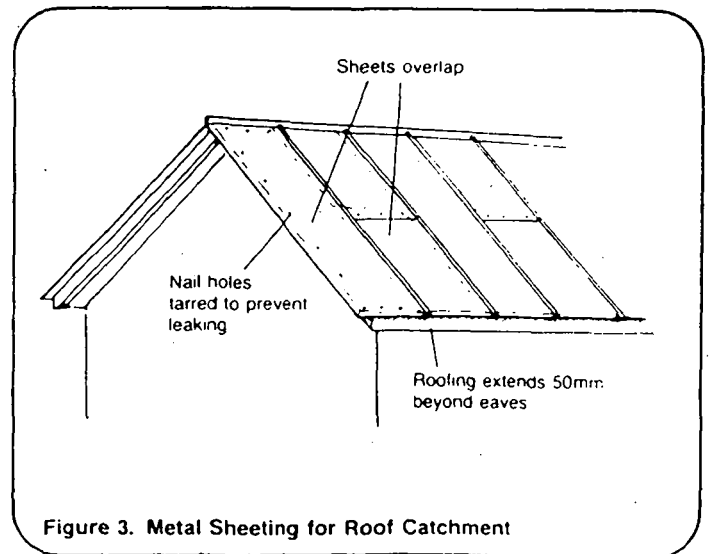 Sheets overlap
Nail holes
tarred to prevent
leaking
Roofing extends 50mm
beyond eaves
Figure 3. Metal Sheeting for Roof Catchment